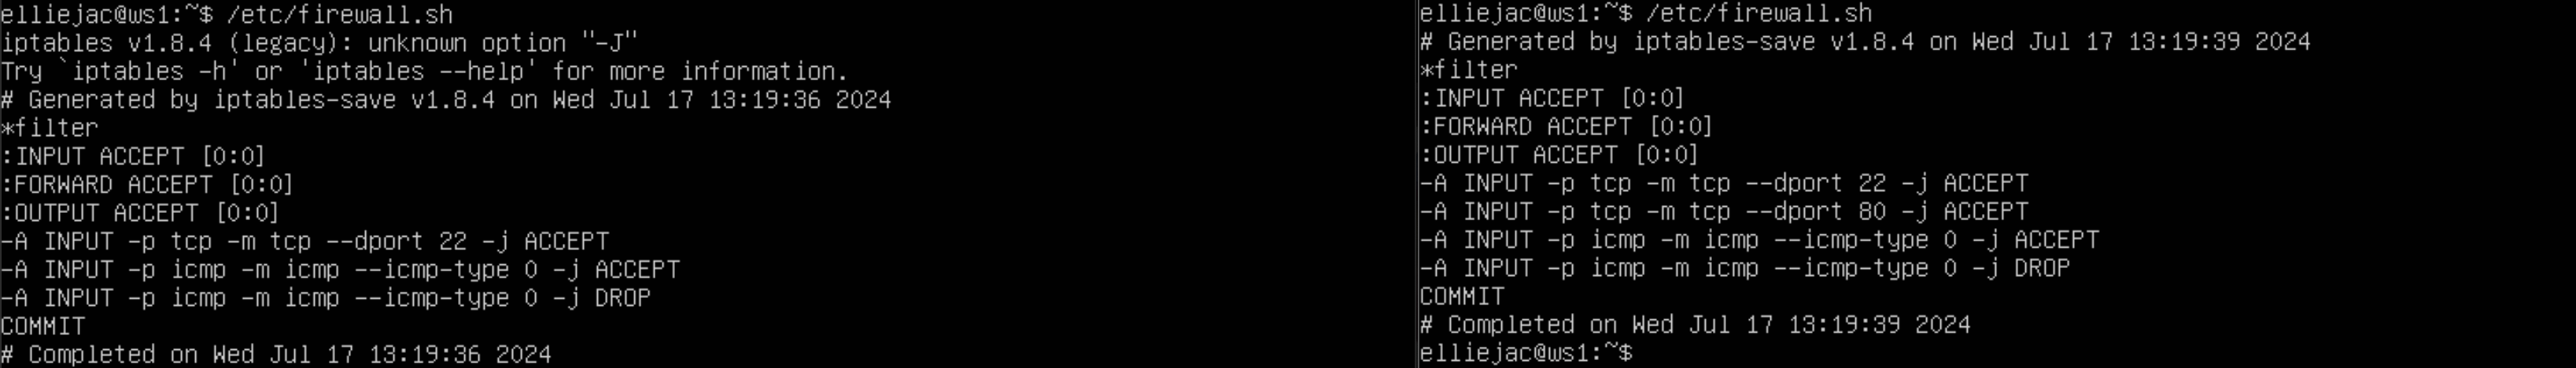 elliejac@ws1:~$ /etc/firewall.sh
iptables v1.8.4 (legacy): unknown option "-J"
Try `iptables -h' or 'iptables --help' for more information.
# Generated by iptables-save v1.8.4 on Wed Jul 17 13:19:36 2024
*filter
:INPUT ACCEPT [0:0]
:FORWARD ACCEPT [0:0]
:OUTPUT ACCEPT [0:0]
-A INPUT -p tcp -m tcp --dport 22 -j ACCEPT
-A INPUT -p icmp -m icmp --icmp-type 0 -j ACCEPT
-A INPUT -p icmp -m icmp --icmp-type 0 -j DROP
COMMIT
# Completed on Wed Jul 17 13:19:36 2024
elliejac@ws1:~$ /etc/firewall.sh
# Generated by iptables-save v1.8.4 on Wed Jul 17 13:19:39 2024
*filter
:INPUT ACCEPT [0:0]
:FORWARD ACCEPT [0:0]
:OUTPUT ACCEPT [0:0]
-A INPUT -p tcp -m tcp --dport 22 -j ACCEPT
-A INPUT -p tcp -m tcp --dport 80 -j ACCEPT
-A INPUT -p icmp -m icmp --icmp-type 0 -j ACCEPT
-A INPUT -p icmp -m icmp --icmp-type 0 -j DROP
COMMIT
# Completed on Wed Jul 17 13:19:39 2024
elliejac@ws1:~$